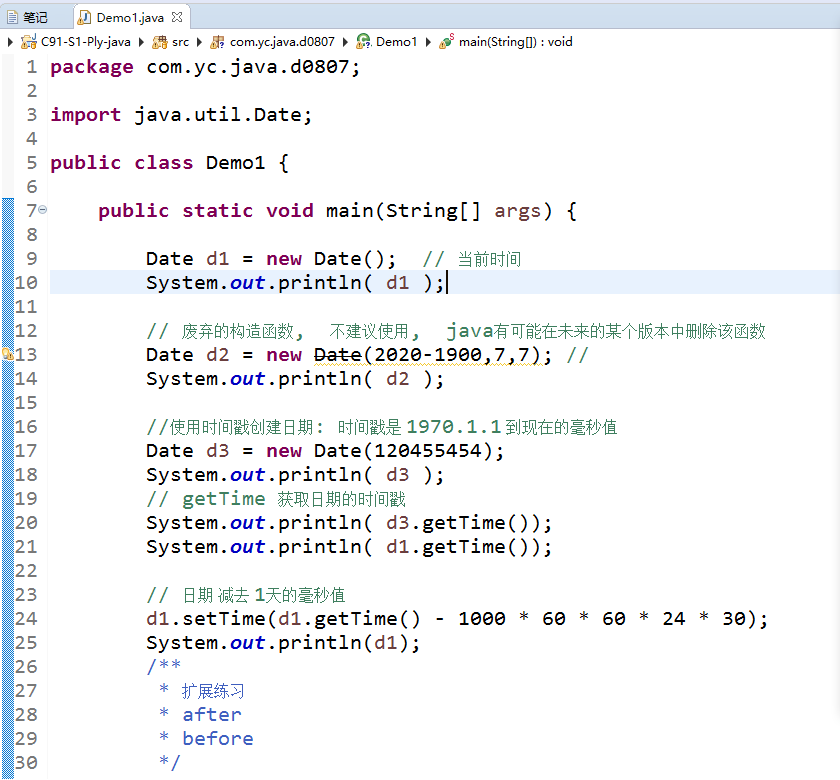 笔记 Demo1.java
C91-S1-Ply-java src com.yc.java.d0807 Demo1 main(String[]) : void
1 package com.yc.java.d0807;
2
3 import java.util.Date;
4
5 public class Demo1 {
6
7 public static void main(String[] args) {
8
9 Date d1 = new Date(); // 当前时间
10 System.out.println( d1 );
11
12 // 废弃的构造函数, 不建议使用, java有可能在未来的某个版本中删除该函数
13 Date d2 = new Date(2020-1900,7,7); //
14 System.out.println( d2 );
15
16 //使用时间戳创建日期: 时间戳是1970.1.1到现在的毫秒值
17 Date d3 = new Date(120455454);
18 System.out.println( d3 );
19 // getTime 获取日期的时间戳
20 System.out.println( d3.getTime());
21 System.out.println( d1.getTime());
22
23 // 日期 减去 1天的毫秒值
24 d1.setTime(d1.getTime() - 1000 * 60 * 60 * 24 * 30);
25 System.out.println(d1);
26 /**
27 * 扩展练习
28 * after
29 * before
30 */